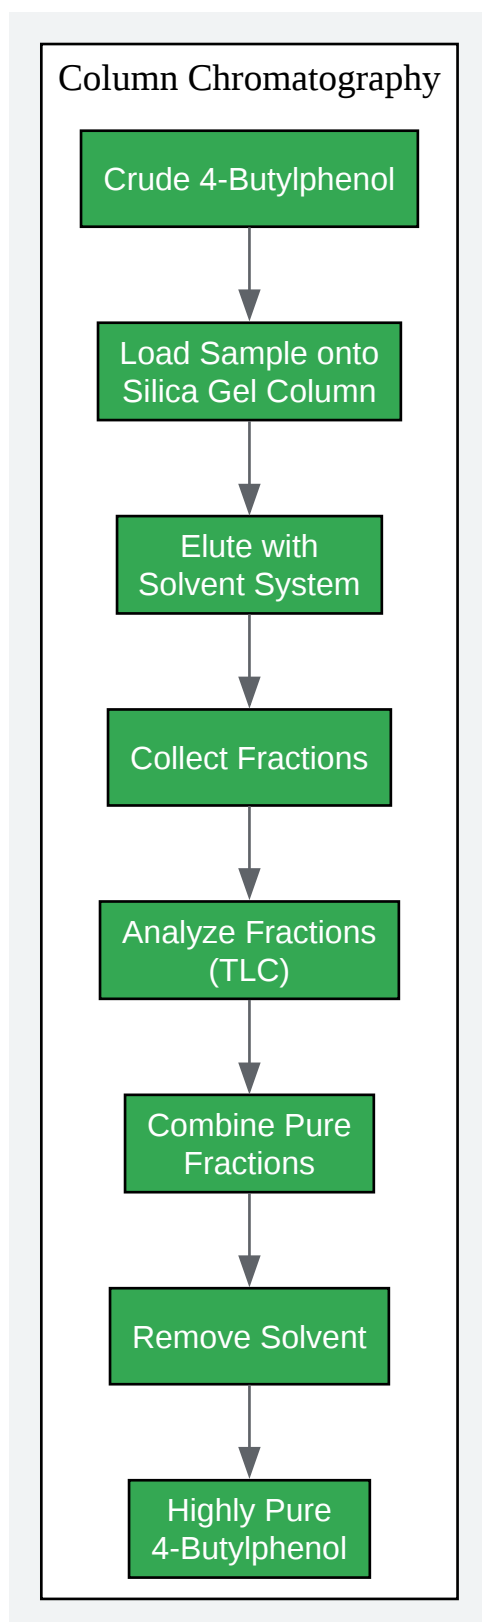 Column Chromatography
Crude 4-Butylphenol
Load Sample onto
Silica Gel Column
Elute with
Solvent System
Collect Fractions
Analyze Fractions
(TLC)
Combine Pure
Fractions
Remove Solvent
Highly Pure
4-Butylphenol